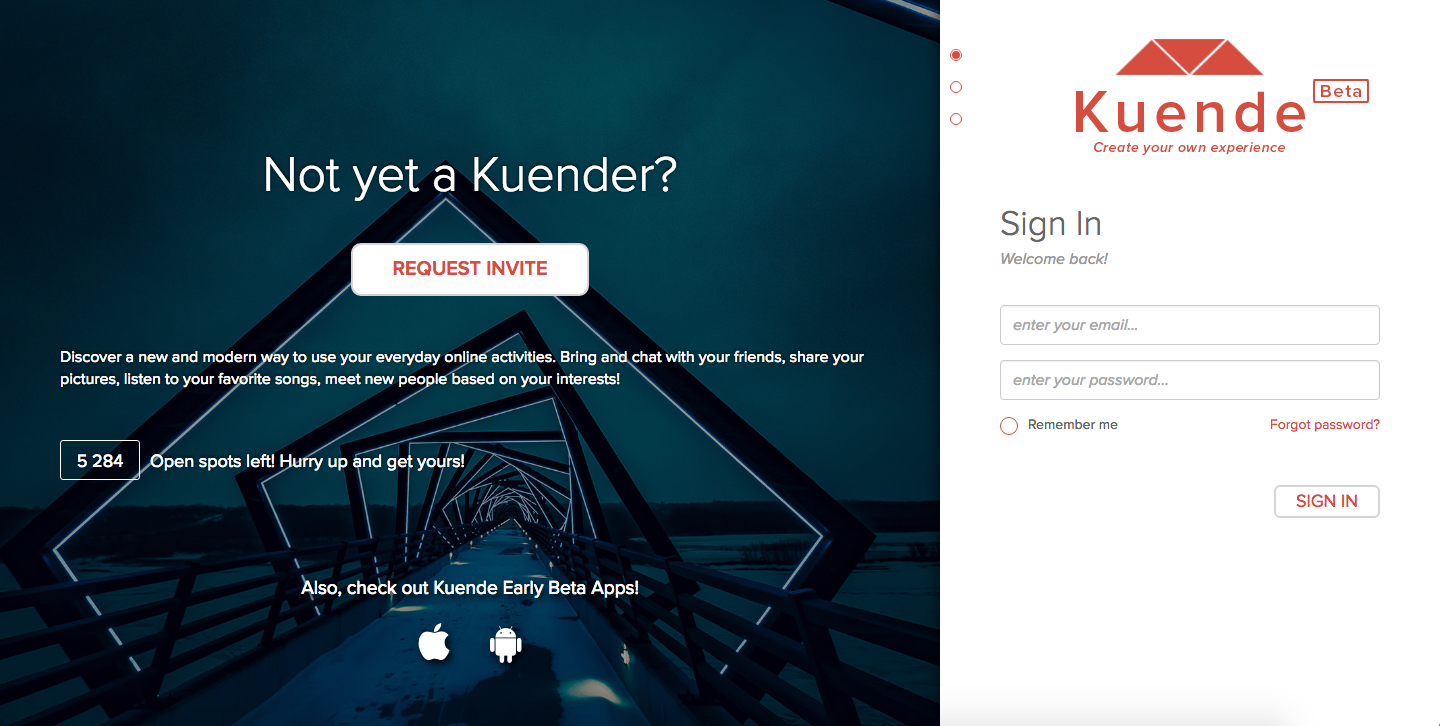 Not yet a Kuender?
REQUEST INVITE
Discover a new and modern way to use your everyday online activities. Bring and chat with your friends, share your
pictures, listen to your favorite songs, meet new people based on your interests!
5 284 Open spots left! Hurry up and get yours!
Also, check out Kuende Early Beta Apps!
Kuende Beta
Create your own experience
Sign In
Welcome back!
enter your email...
enter your password...
Remember me Forgot password?
SIGN IN